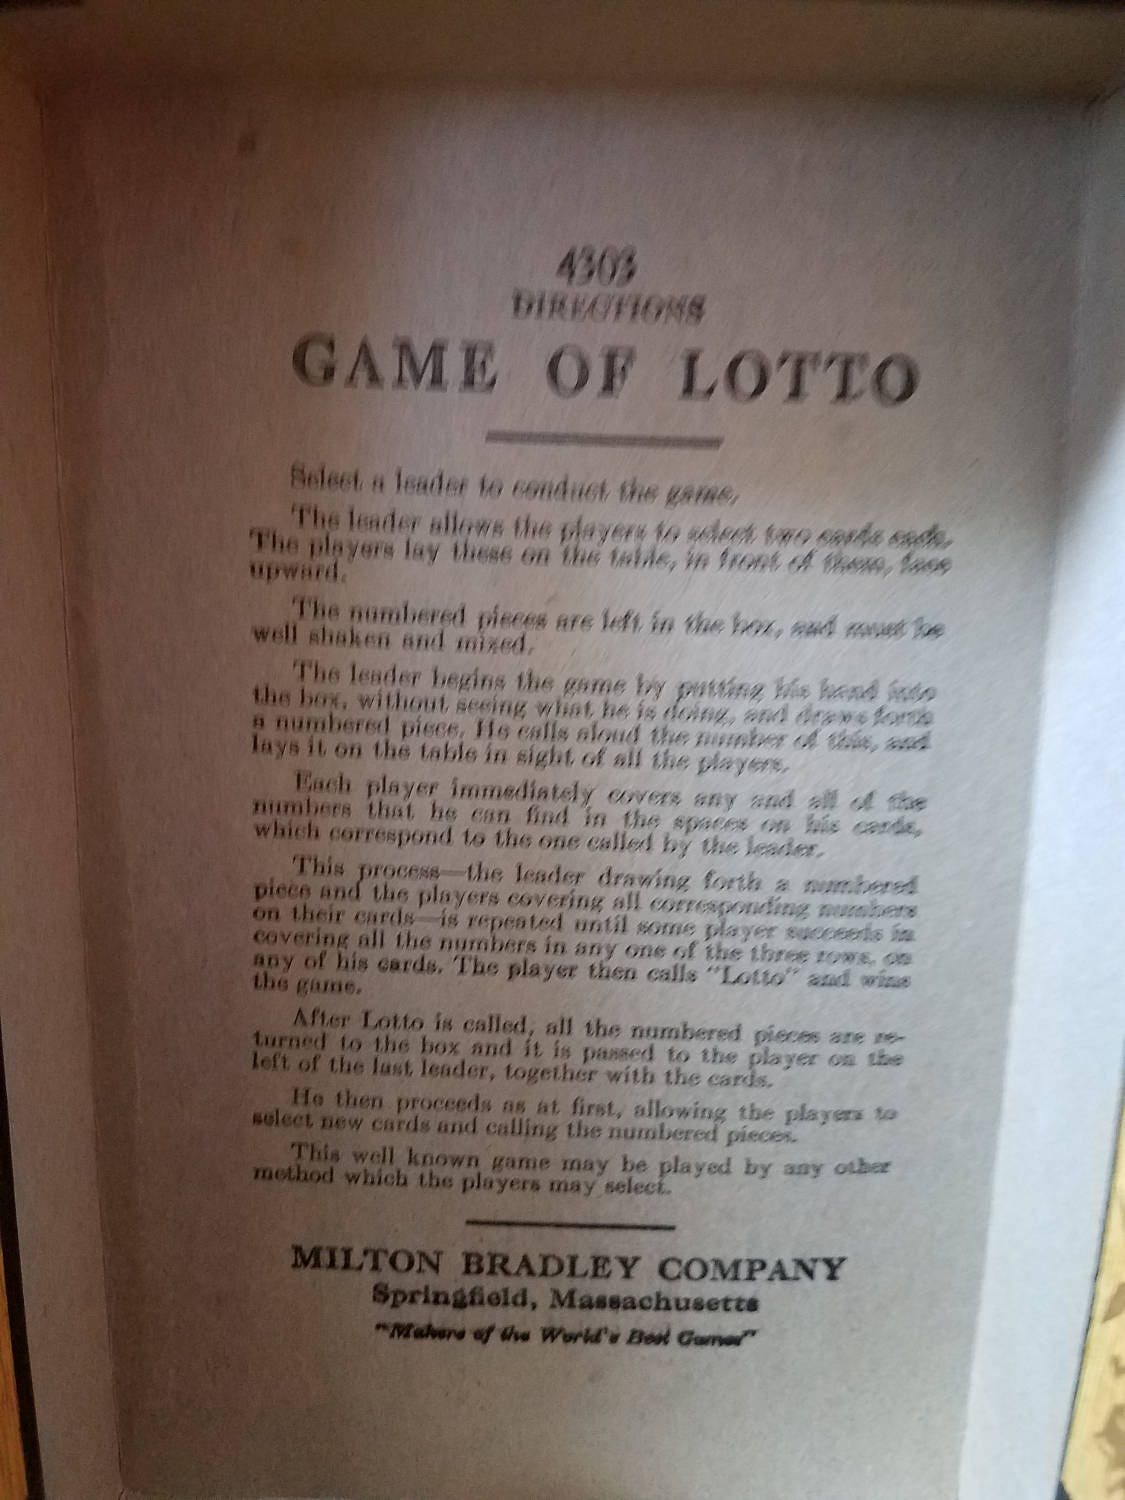 4303
DIRECTIONS
GAME OF LOTTO
Select a leader to conduct the game.
The leader allows the players to select two cards each.
The players lay these on the table, in front of them, face
upward.
The numbered pieces are left in the box, and must be
well shaken and mixed.
The leader begins the game by putting his hand into
the box, without seeing what he is doing, and draws forth
a numbered piece. He calls aloud the number of this, and
lays it on the table in sight of all the players.
Each player immediately covers any and all of the
numbers that he can find in the spaces on his cards,
which correspond to the one called by the leader.
This process—the leader drawing forth a numbered
piece and the players covering all corresponding numbers
on their cards—is repeated until some player succeeds in
covering all the numbers in any one of the three rows, on
any of his cards. The player then calls "Lotto" and wins
the game.
After Lotto is called, all the numbered pieces are re-
turned to the box and it is passed to the player on the
left of the last leader, together with the cards.
He then proceeds as at first, allowing the players to
select new cards and calling the numbered pieces.
This well known game may be played by any other
method which the players may select.
MILTON BRADLEY COMPANY
Springfield, Massachusetts
"Makers of the World's Best Games"